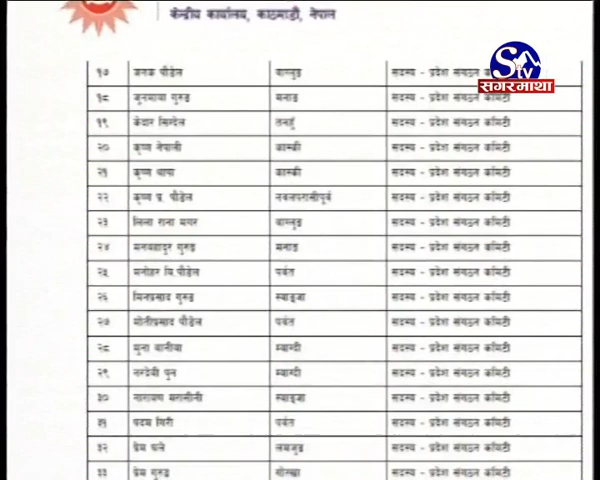 केन्द्रीय कार्यालय, काठमाडौं, नेपाल
S tv
सगरमाथा
१७ जनक पौडेल बाग्लुङ सदस्य - प्रदेश संगठन कमिटी
१८ जुनमाया गुरुङ मनाङ सदस्य - प्रदेश संगठन कमिटी
१९ केदार सिग्देल तनहुँ सदस्य - प्रदेश संगठन कमिटी
२० कृष्ण नेपाली कास्की सदस्य - प्रदेश संगठन कमिटी
२१ कृष्ण थापा कास्की सदस्य - प्रदेश संगठन कमिटी
२२ कृष्ण प्र. पौडेल नवलपरासीपूर्व सदस्य - प्रदेश संगठन कमिटी
२३ लिला राना मगर बाग्लुङ सदस्य - प्रदेश संगठन कमिटी
२४ मनबहादुर गुरुङ मनाङ सदस्य - प्रदेश संगठन कमिटी
२५ मनोहर वि.पौडेल पर्वत सदस्य - प्रदेश संगठन कमिटी
२६ मिनप्रसाद गुरुङ स्याङ्जा सदस्य - प्रदेश संगठन कमिटी
२७ मोतीप्रसाद पौडेल पर्वत सदस्य - प्रदेश संगठन कमिटी
२८ मुना बानीया म्याग्दी सदस्य - प्रदेश संगठन कमिटी
२९ नरदेवी पुन म्याग्दी सदस्य - प्रदेश संगठन कमिटी
३० नारायण मरासीनी स्याङ्जा सदस्य - प्रदेश संगठन कमिटी
३१ पदम गिरी पर्वत सदस्य - प्रदेश संगठन कमिटी
३२ प्रेम घले लमजुङ सदस्य - प्रदेश संगठन कमिटी
३३ प्रेम गुरुङ गोरखा सदस्य - प्रदेश संगठन कमिटी